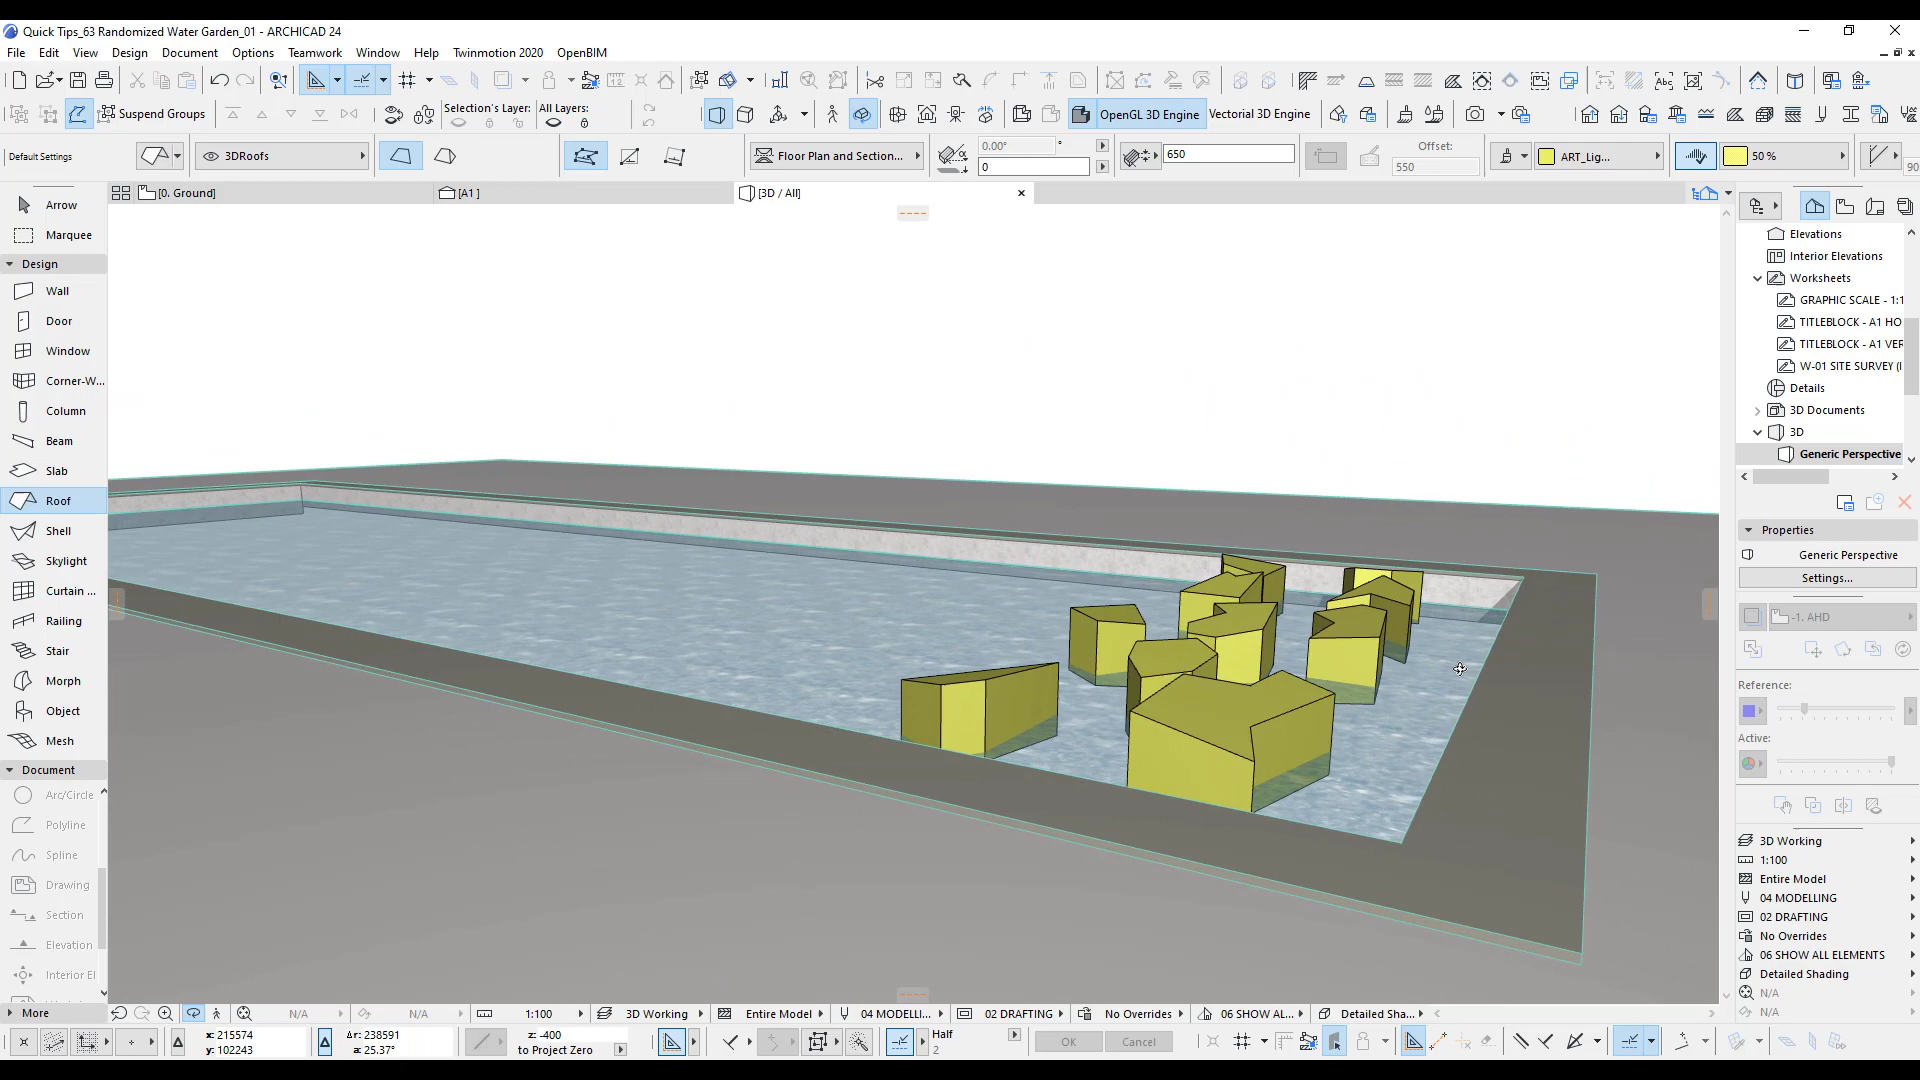 Quick Tips_63 Randomized Water Garden_01 - ARCHICAD 24
File Edit View Design Document Options Teamwork Window Help Twinmotion 2020 OpenBIM
Suspend Groups
Selection's Layer: All Layers:
OpenGL 3D Engine Vectorial 3D Engine
Default Settings
3DRoofs
Floor Plan and Section...
0.00° °
0
650
Offset:
550
ART_Lig...
50 %
90
[0. Ground]
[A1 ]
[3D / All]
Arrow
Marquee
Design
Wall
Door
Window
Corner-W...
Column
Beam
Slab
Roof
Shell
Skylight
Curtain ...
Railing
Stair
Morph
Object
Mesh
Document
Arc/Circle
Polyline
Spline
Drawing
Section
Elevation
Interior El
More
Elevations
Interior Elevations
Worksheets
GRAPHIC SCALE - 1:1
TITLEBLOCK - A1 HO
TITLEBLOCK - A1 VER
W-01 SITE SURVEY (I
Details
3D Documents
3D
Generic Perspective
Properties
Generic Perspective
Settings...
-1. AHD
Reference:
Active:
3D Working
1:100
Entire Model
04 MODELLING
02 DRAFTING
No Overrides
06 SHOW ALL ELEMENTS
Detailed Shading
N/A
N/A
N/A N/A 1:100 3D Working Entire Model 04 MODELLI... 02 DRAFTING No Overrides 06 SHOW AL... Detailed Sha...
x: 215574
y: 102243
Δr: 238591
a: 25.37°
z: -400
to Project Zero
Half
2
OK Cancel